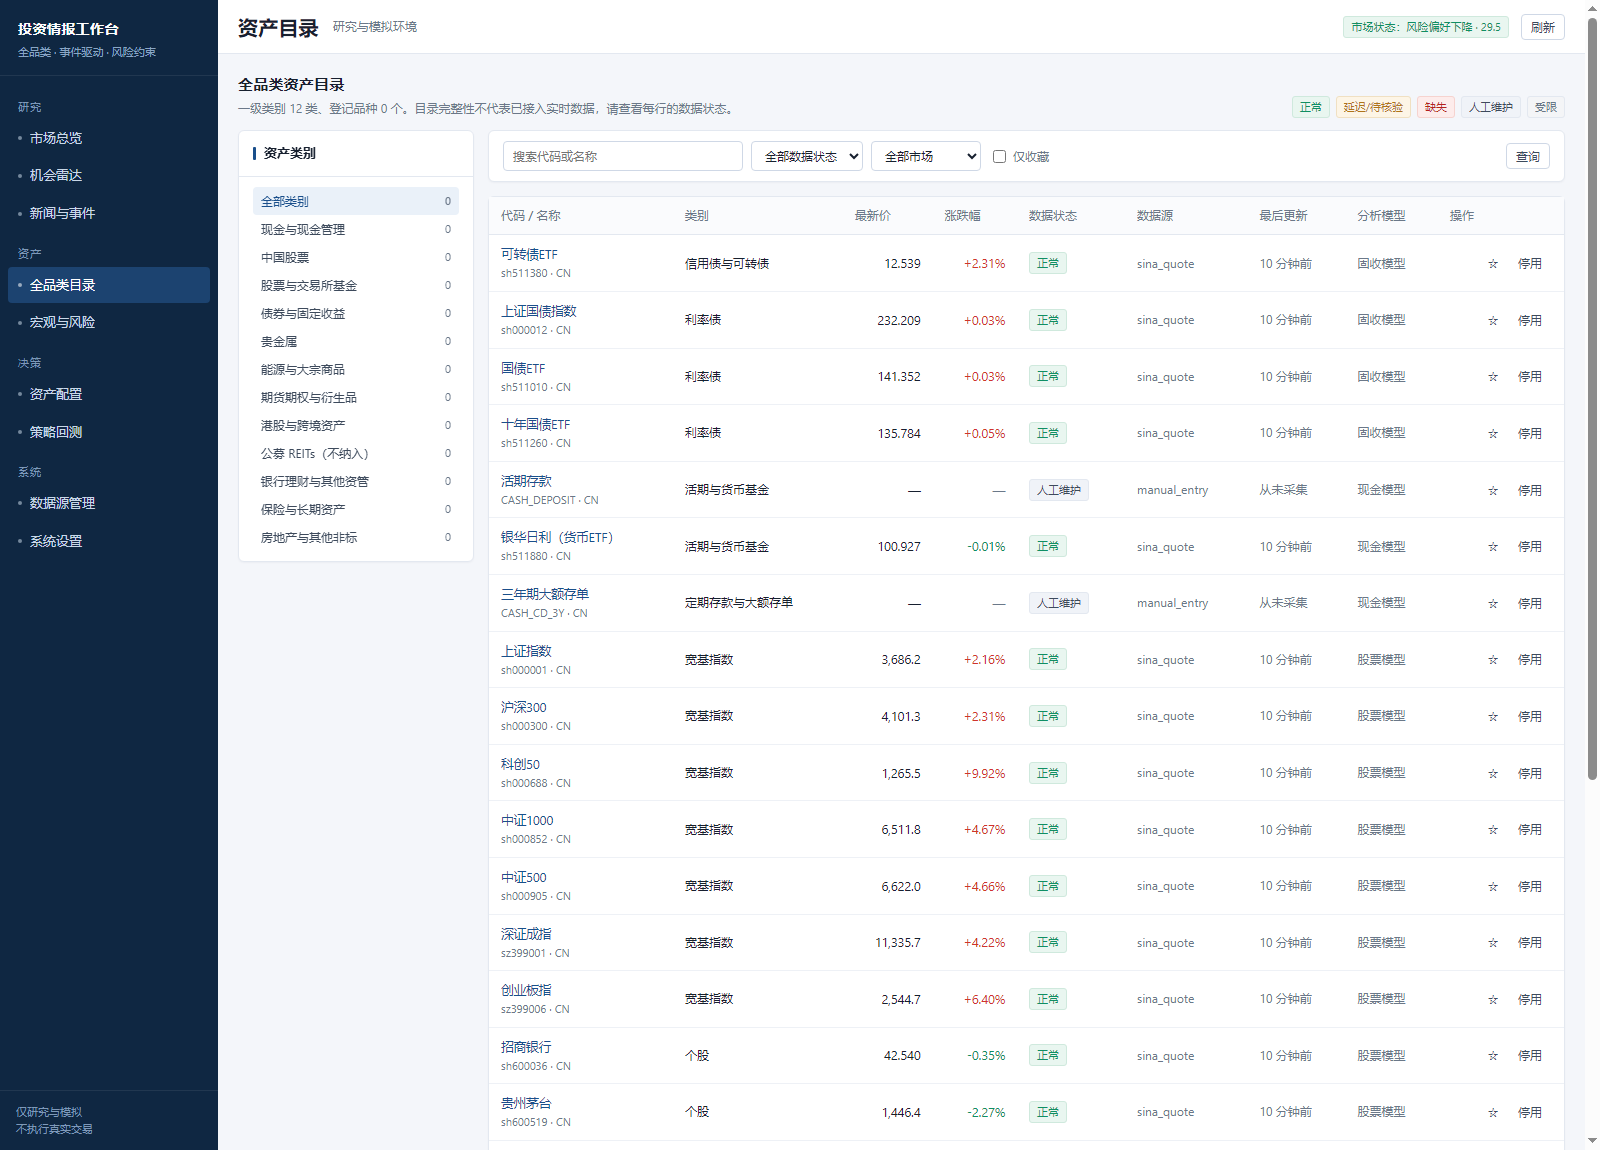 投资情报工作台
全品类 · 事件驱动 · 风险约束
研究
市场总览
机会雷达
新闻与事件
资产
全品类目录
宏观与风险
决策
资产配置
策略回测
系统
数据源管理
系统设置
仅研究与模拟
不执行真实交易
资产目录 研究与模拟环境
市场状态：风险偏好下降 · 29.5 刷新
全品类资产目录
一级类别 12 类、登记品种 0 个。目录完整性不代表已接入实时数据，请查看每行的数据状态。
正常 延迟/待核验 缺失 人工维护 受限
资产类别
全部类别 0
现金与现金管理 0
中国股票 0
股票与交易所基金 0
债券与固定收益 0
贵金属 0
能源与大宗商品 0
期货期权与衍生品 0
港股与跨境资产 0
公募 REITs（不纳入） 0
银行理财与其他资管 0
保险与长期资产 0
房地产与其他非标 0
搜索代码或名称 全部数据状态 全部市场 仅收藏 查询
代码 / 名称 类别 最新价 涨跌幅 数据状态 数据源 最后更新 分析模型 操作
可转债ETF
sh511380 · CN 信用债与可转债 12.539 +2.31% 正常 sina_quote 10 分钟前 固收模型 ☆ 停用
上证国债指数
sh000012 · CN 利率债 232.209 +0.03% 正常 sina_quote 10 分钟前 固收模型 ☆ 停用
国债ETF
sh511010 · CN 利率债 141.352 +0.03% 正常 sina_quote 10 分钟前 固收模型 ☆ 停用
十年国债ETF
sh511260 · CN 利率债 135.784 +0.05% 正常 sina_quote 10 分钟前 固收模型 ☆ 停用
活期存款
CASH_DEPOSIT · CN 活期与货币基金 — — 人工维护 manual_entry 从未采集 现金模型 ☆ 停用
银华日利（货币ETF）
sh511880 · CN 活期与货币基金 100.927 -0.01% 正常 sina_quote 10 分钟前 现金模型 ☆ 停用
三年期大额存单
CASH_CD_3Y · CN 定期存款与大额存单 — — 人工维护 manual_entry 从未采集 现金模型 ☆ 停用
上证指数
sh000001 · CN 宽基指数 3,686.2 +2.16% 正常 sina_quote 10 分钟前 股票模型 ☆ 停用
沪深300
sh000300 · CN 宽基指数 4,101.3 +2.31% 正常 sina_quote 10 分钟前 股票模型 ☆ 停用
科创50
sh000688 · CN 宽基指数 1,265.5 +9.92% 正常 sina_quote 10 分钟前 股票模型 ☆ 停用
中证1000
sh000852 · CN 宽基指数 6,511.8 +4.67% 正常 sina_quote 10 分钟前 股票模型 ☆ 停用
中证500
sh000905 · CN 宽基指数 6,622.0 +4.66% 正常 sina_quote 10 分钟前 股票模型 ☆ 停用
深证成指
sz399001 · CN 宽基指数 11,335.7 +4.22% 正常 sina_quote 10 分钟前 股票模型 ☆ 停用
创业板指
sz399006 · CN 宽基指数 2,544.7 +6.40% 正常 sina_quote 10 分钟前 股票模型 ☆ 停用
招商银行
sh600036 · CN 个股 42.540 -0.35% 正常 sina_quote 10 分钟前 股票模型 ☆ 停用
贵州茅台
sh600519 · CN 个股 1,446.4 -2.27% 正常 sina_quote 10 分钟前 股票模型 ☆ 停用